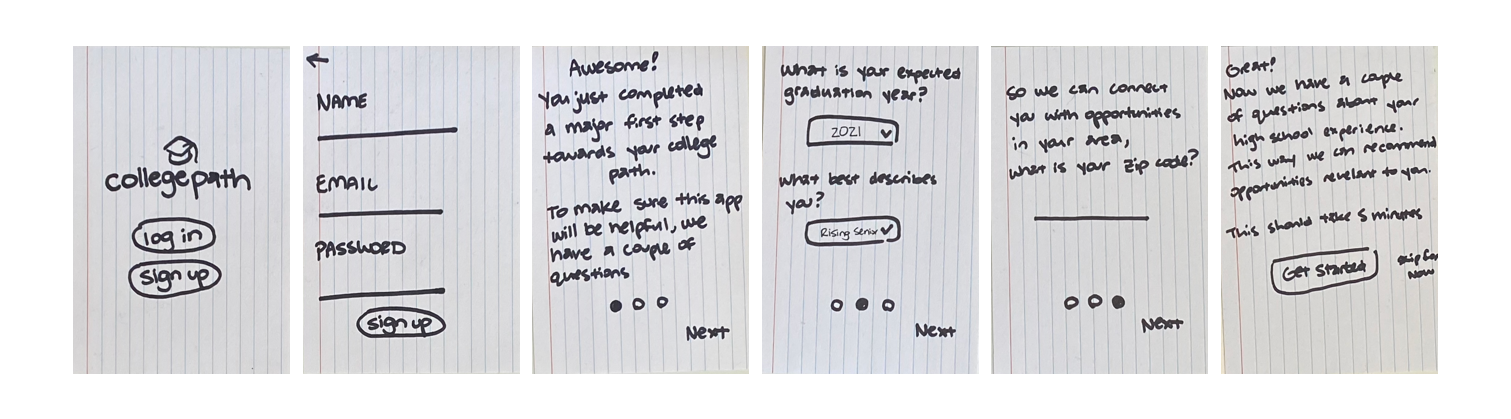 collegepath
log in
sign up
NAME
EMAIL
PASSWORD
sign up
Awesome!
You just completed
a major first step
towards your college
path.
To make sure this app
will be helpful, we
have a couple of
questions
Next
What is your expected
graduation year?
2021
What best describes
you?
Rising Senior
Next
So we can connect
you with opportunities
in your area,
what is your zip code?
Next
Great!
Now we have a couple
of questions about your
high school experience.
This way we can recommend
opportunities revelant to you.
This should take 5 minutes
Get Started
skip for
Now